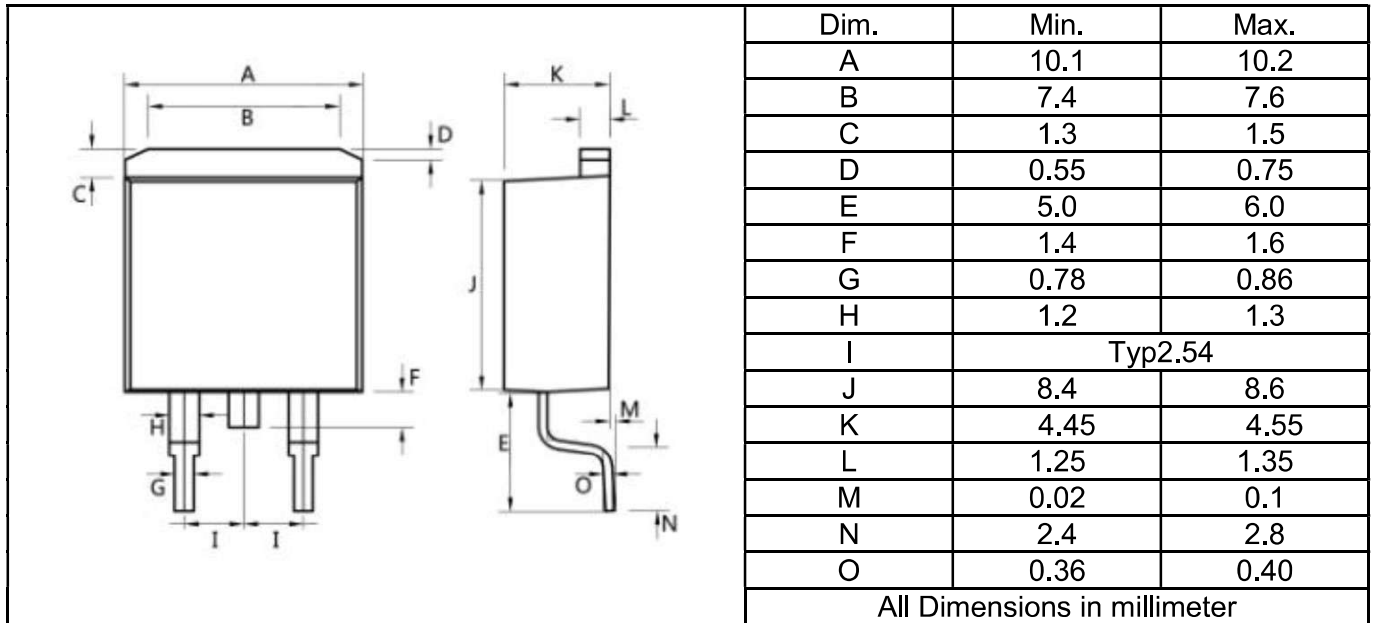 A
B
C
D
F
H
G
I I
K
L
J
E
M
O
N
Dim. Min. Max.
A 10.1 10.2
B 7.4 7.6
C 1.3 1.5
D 0.55 0.75
E 5.0 6.0
F 1.4 1.6
G 0.78 0.86
H 1.2 1.3
I Typ2.54
J 8.4 8.6
K 4.45 4.55
L 1.25 1.35
M 0.02 0.1
N 2.4 2.8
O 0.36 0.40
All Dimensions in millimeter